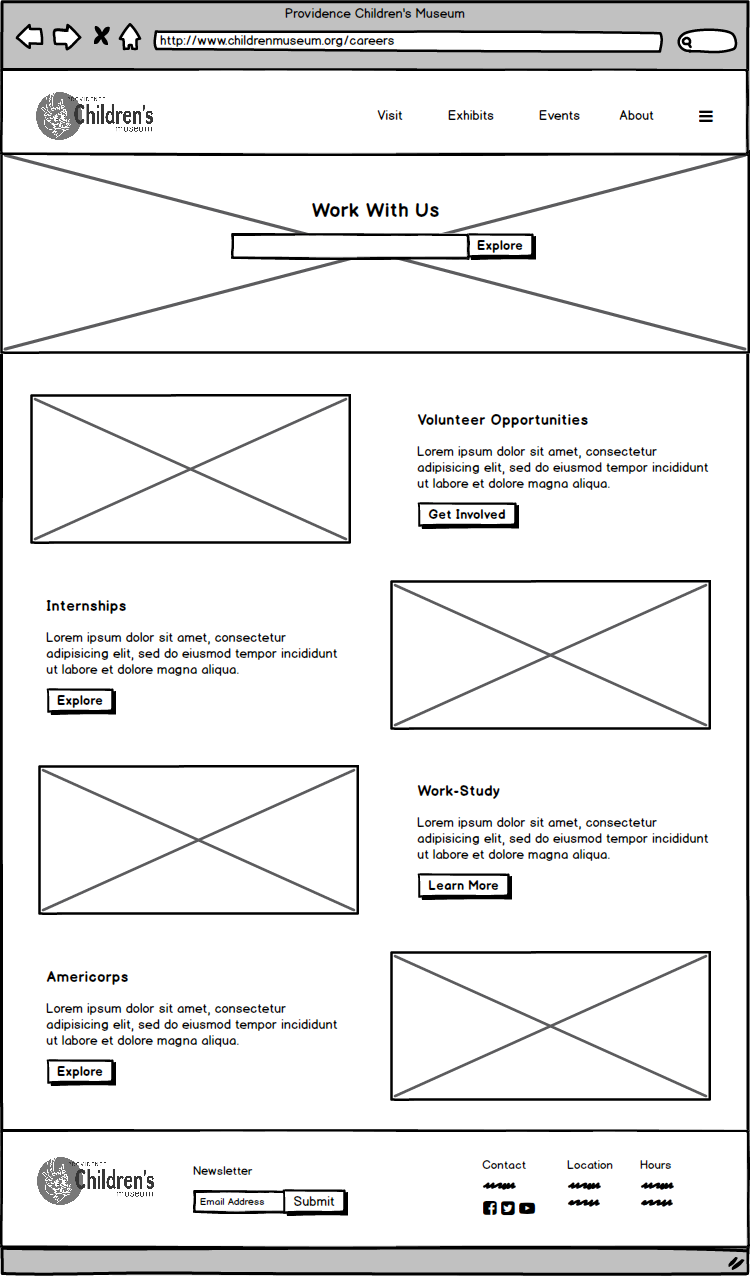 Providence Children's Museum
http://www.childrenmuseum.org/careers
PROVIDENCE
Children's
museum
Visit
Exhibits
Events
About
Work With Us
Explore
Volunteer Opportunities
Lorem ipsum dolor sit amet, consectetur
adipisicing elit, sed do eiusmod tempor incididunt
ut labore et dolore magna aliqua.
Get Involved
Internships
Lorem ipsum dolor sit amet, consectetur
adipisicing elit, sed do eiusmod tempor incididunt
ut labore et dolore magna aliqua.
Explore
Work-Study
Lorem ipsum dolor sit amet, consectetur
adipisicing elit, sed do eiusmod tempor incididunt
ut labore et dolore magna aliqua.
Learn More
Americorps
Lorem ipsum dolor sit amet, consectetur
adipisicing elit, sed do eiusmod tempor incididunt
ut labore et dolore magna aliqua.
Explore
PROVIDENCE
Children's
museum
Newsletter
Email Address
Submit
Contact
Location
Hours